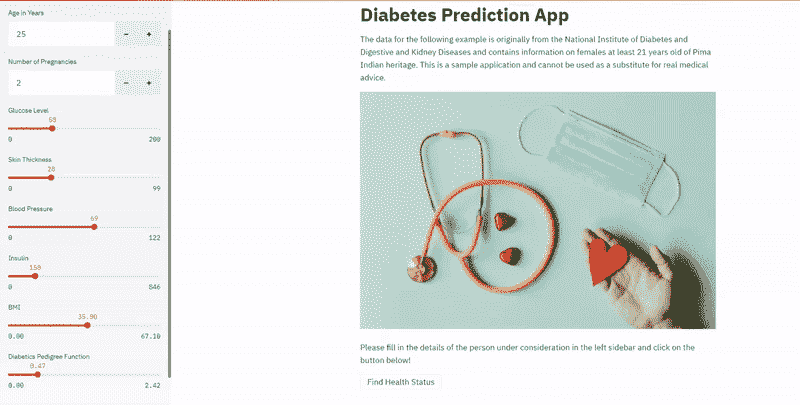 Age in Years
25
−
+
Number of Pregnancies
2
−
+
Glucose Level
58
0 200
Skin Thickness
28
0 99
Blood Pressure
69
0 122
Insulin
150
0 846
BMI
35.90
0.00 67.10
Diabetics Pedigree Function
0.47
0.00 2.42
Diabetes Prediction App
The data for the following example is originally from the National Institute of Diabetes and
Digestive and Kidney Diseases and contains information on females at least 21 years old of Pima
Indian heritage. This is a sample application and cannot be used as a substitute for real medical
advice.
Please fill in the details of the person under consideration in the left sidebar and click on the
button below!
Find Health Status